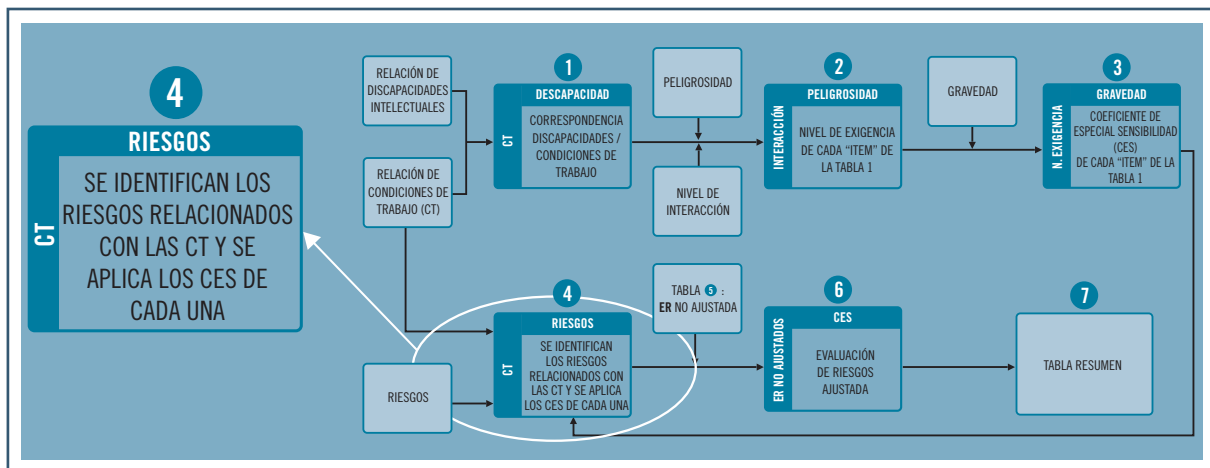 4
RIESGOS
CT
SE IDENTIFICAN LOS
RIESGOS RELACIONADOS
CON LAS CT Y SE
APLICA LOS CES DE
CADA UNA
RELACIÓN DE
DISCAPACIDADES
INTELECTUALES
RELACIÓN DE
CONDICIONES DE
TRABAJO (CT)
1
DESCAPACIDAD
CT
CORRESPONDENCIA
DISCAPACIDADES /
CONDICIONES DE
TRABAJO
PELIGROSIDAD
NIVEL DE
INTERACCIÓN
2
PELIGROSIDAD
INTERACCIÓN
NIVEL DE EXIGENCIA
DE CADA “ITEM” DE
LA TABLA 1
GRAVEDAD
3
GRAVEDAD
N. EXIGENCIA
COEFICIENTE DE
ESPECIAL SENSIBILIDAD
(CES)
DE CADA “ITEM” DE LA
TABLA 1
RIESGOS
4
RIESGOS
CT
SE IDENTIFICAN
LOS RIESGOS
RELACIONADOS CON
LAS CT Y SE APLICA
LOS CES DE CADA UNA
TABLA 5 :
ER NO AJUSTADA
6
CES
ER NO AJUSTADOS
EVALUACIÓN
DE RIESGOS
AJUSTADA
7
TABLA RESUMEN